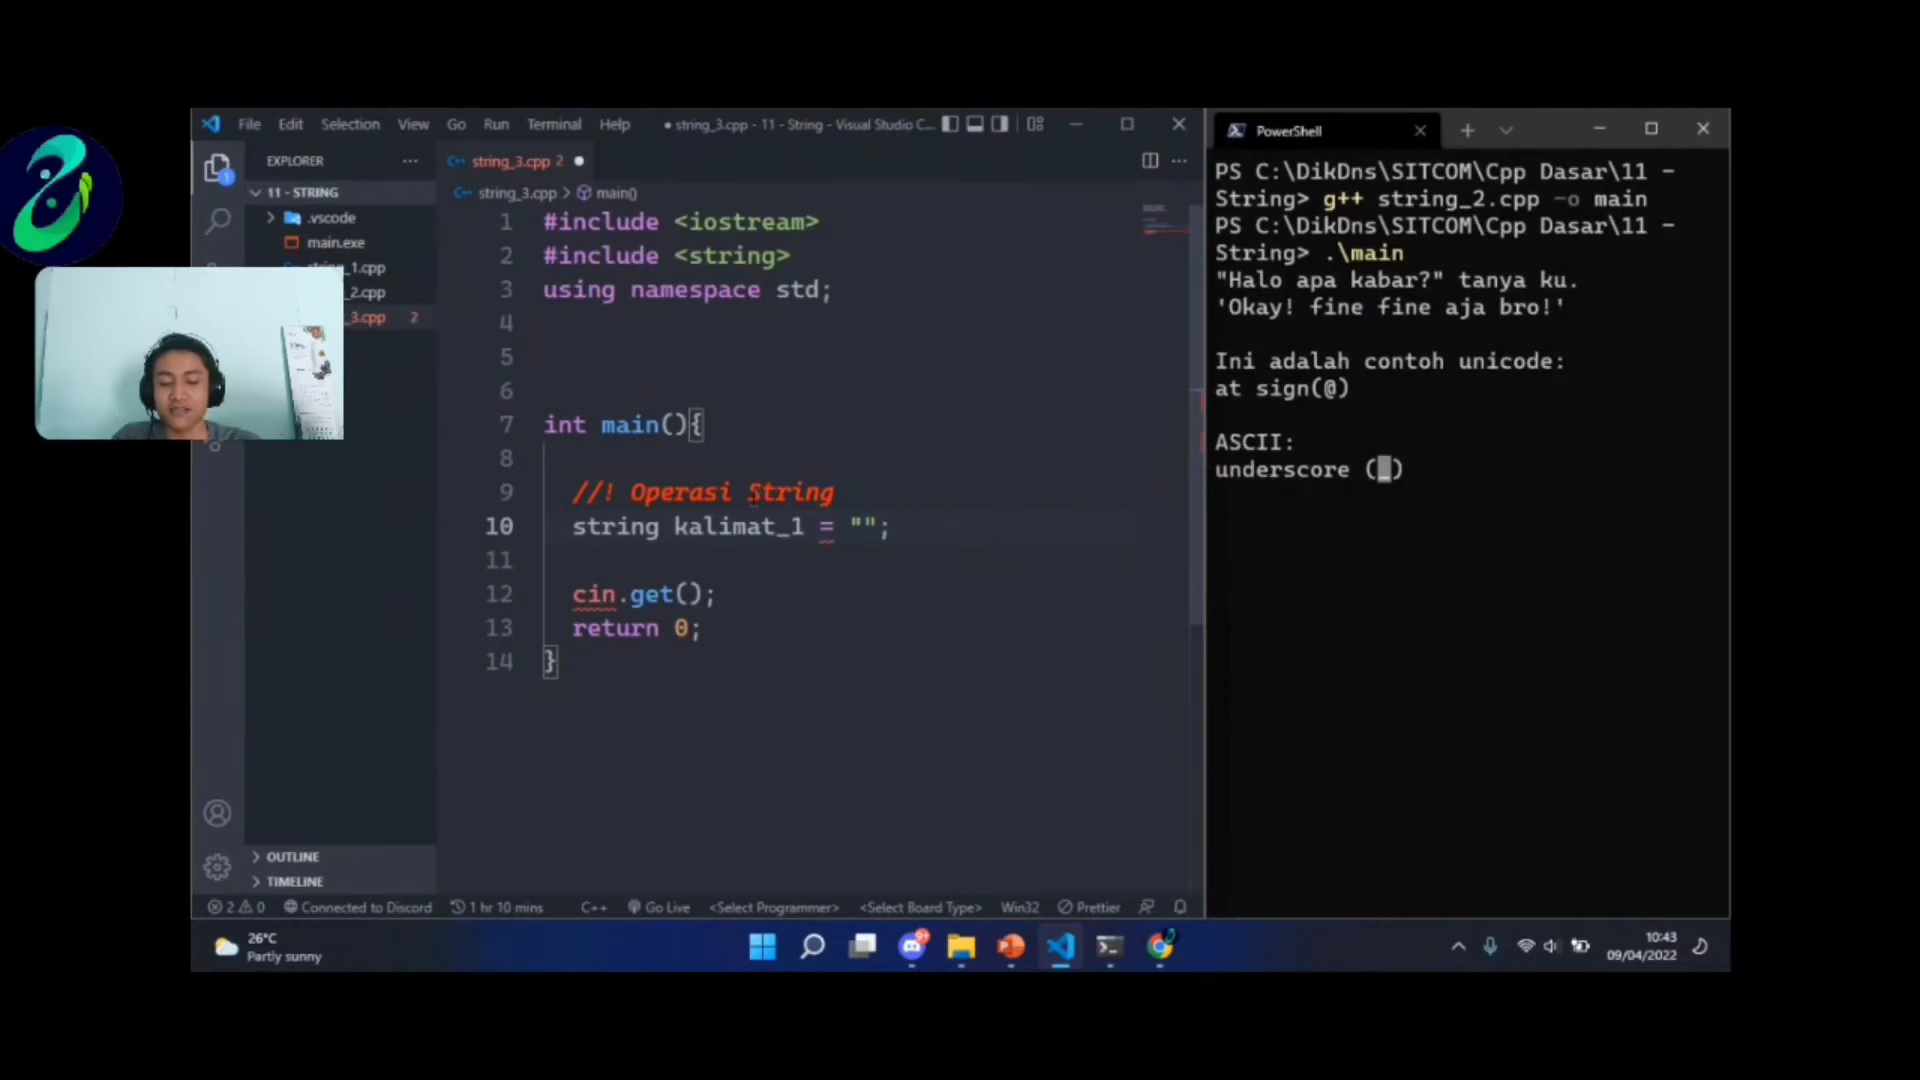 File Edit Selection View Go Run Terminal Help
● string_3.cpp - 11 - String - Visual Studio C...
EXPLORER ...
11 - STRING
.vscode
main.exe
_1.cpp
_2.cpp
_3.cpp 2
OUTLINE
TIMELINE
string_3.cpp 2 ●
string_3.cpp > main()
1 #include <iostream>
2 #include <string>
3 using namespace std;
4
5
6
7 int main(){
8
9 //! Operasi String
10 string kalimat_1 = "";
11
12 cin.get();
13 return 0;
14 }
2 0 Connected to Discord 1 hr 10 mins C++ Go Live <Select Programmer> <Select Board Type> Win32 Prettier
PowerShell
PS C:\DikDns\SITCOM\Cpp Dasar\11 -
String> g++ string_2.cpp -o main
PS C:\DikDns\SITCOM\Cpp Dasar\11 -
String> .\main
"Halo apa kabar?" tanya ku.
'Okay! fine fine aja bro!'
Ini adalah contoh unicode:
at sign(@)
ASCII:
underscore (_)
26°C
Partly sunny
10:43
09/04/2022